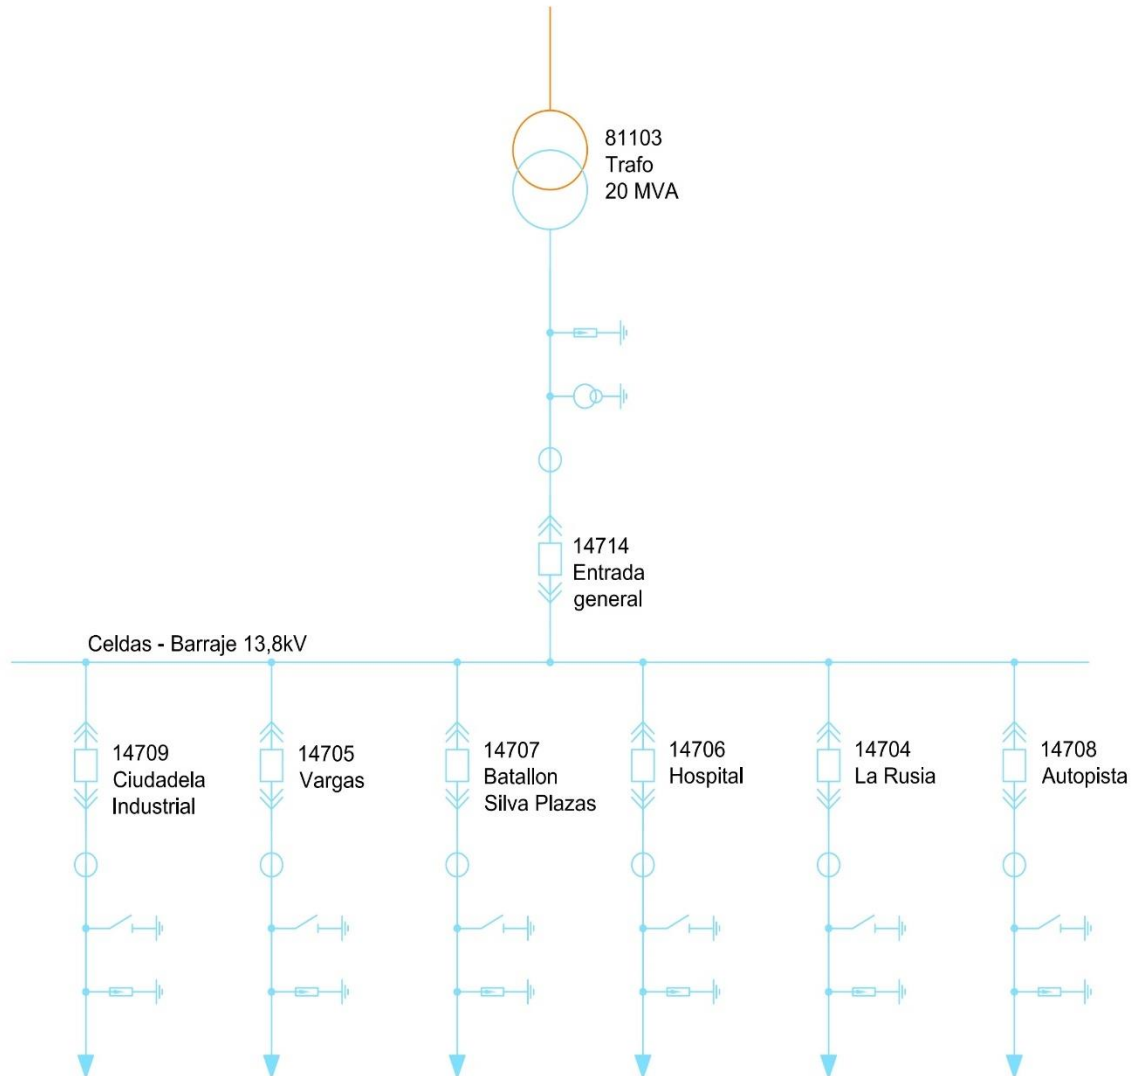 81103
Trafo
20 MVA
14714
Entrada
general
Celdas - Barraje 13,8kV
14709
Ciudadela
Industrial
14705
Vargas
14707
Batallon
Silva Plazas
14706
Hospital
14704
La Rusia
14708
Autopista